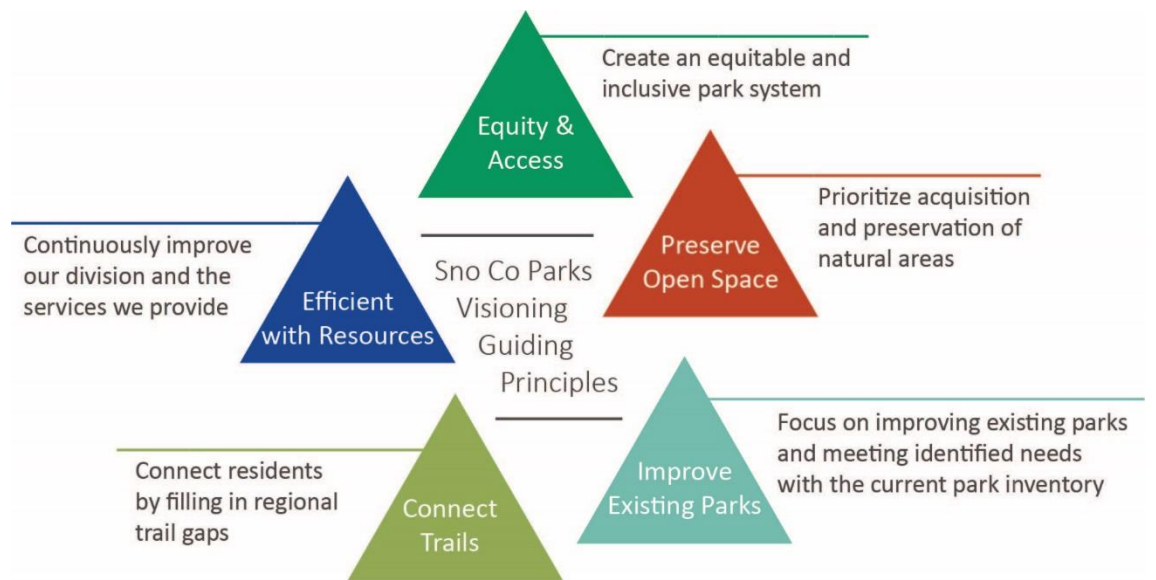 Create an equitable and
inclusive park system
Equity &
Access
Prioritize acquisition
and preservation of
natural areas
Preserve
Open Space
Continuously improve
our division and the
services we provide
Efficient
with Resources
Sno Co Parks
Visioning
Guiding
Principles
Focus on improving existing parks
and meeting identified needs
with the current park inventory
Improve
Existing Parks
Connect residents
by filling in regional
trail gaps
Connect
Trails